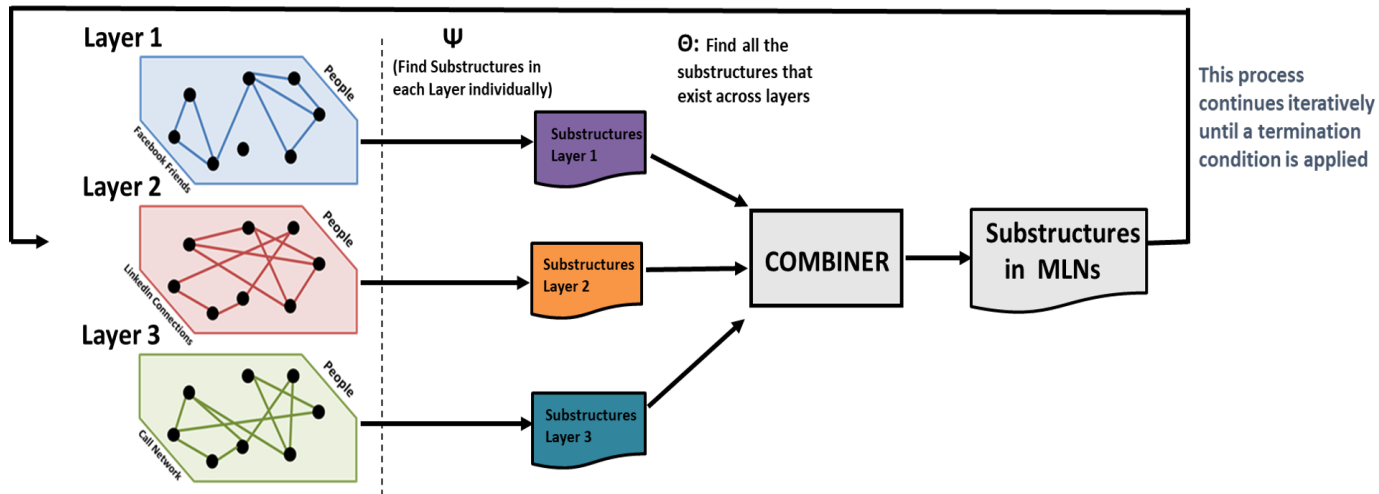 Layer 1
People
Facebook Friends
Layer 2
People
LinkedIn Connections
Layer 3
People
Call Network
Ψ
(Find Substructures in
each Layer individually)
Θ: Find all the
substructures that
exist across layers
Substructures
Layer 1
Substructures
Layer 2
Substructures
Layer 3
COMBINER
Substructures
in MLNs
This process
continues iteratively
until a termination
condition is applied